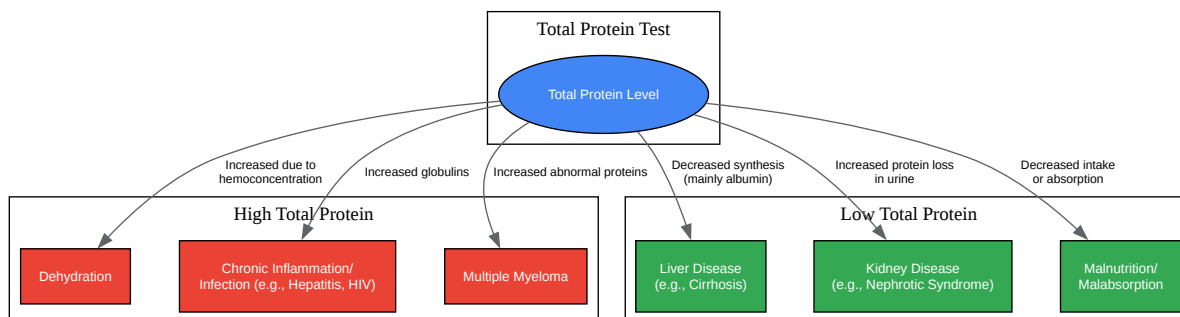 Total Protein Test
Total Protein Level
Increased due to
hemoconcentration
Increased globulins
Increased abnormal proteins
Decreased synthesis
(mainly albumin)
Increased protein loss
in urine
Decreased intake
or absorption
High Total Protein
Dehydration
Chronic Inflammation/
Infection (e.g., Hepatitis, HIV)
Multiple Myeloma
Low Total Protein
Liver Disease
(e.g., Cirrhosis)
Kidney Disease
(e.g., Nephrotic Syndrome)
Malnutrition/
Malabsorption